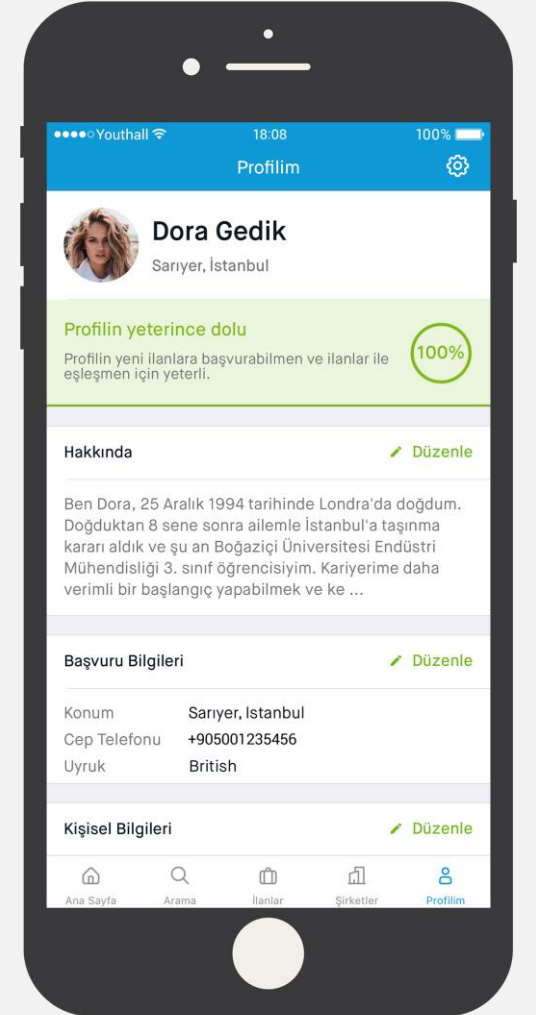 Youthall 18:08 100%
Profilim
Dora Gedik
Sarıyer, İstanbul
Profilin yeterince dolu
Profilin yeni ilanlara başvurabilmen ve ilanlar ile
eşleşmen için yeterli.
100%
Hakkında Düzenle
Ben Dora, 25 Aralık 1994 tarihinde Londra'da doğdum.
Doğduktan 8 sene sonra ailemle İstanbul'a taşınma
kararı aldık ve şu an Boğaziçi Üniversitesi Endüstri
Mühendisliği 3. sınıf öğrencisiyim. Kariyerime daha
verimli bir başlangıç yapabilmek ve ke ...
Başvuru Bilgileri Düzenle
Konum Sarıyer, Istanbul
Cep Telefonu +905001235456
Uyruk British
Kişisel Bilgileri Düzenle
Ana Sayfa Arama İlanlar Şirketler Profilim